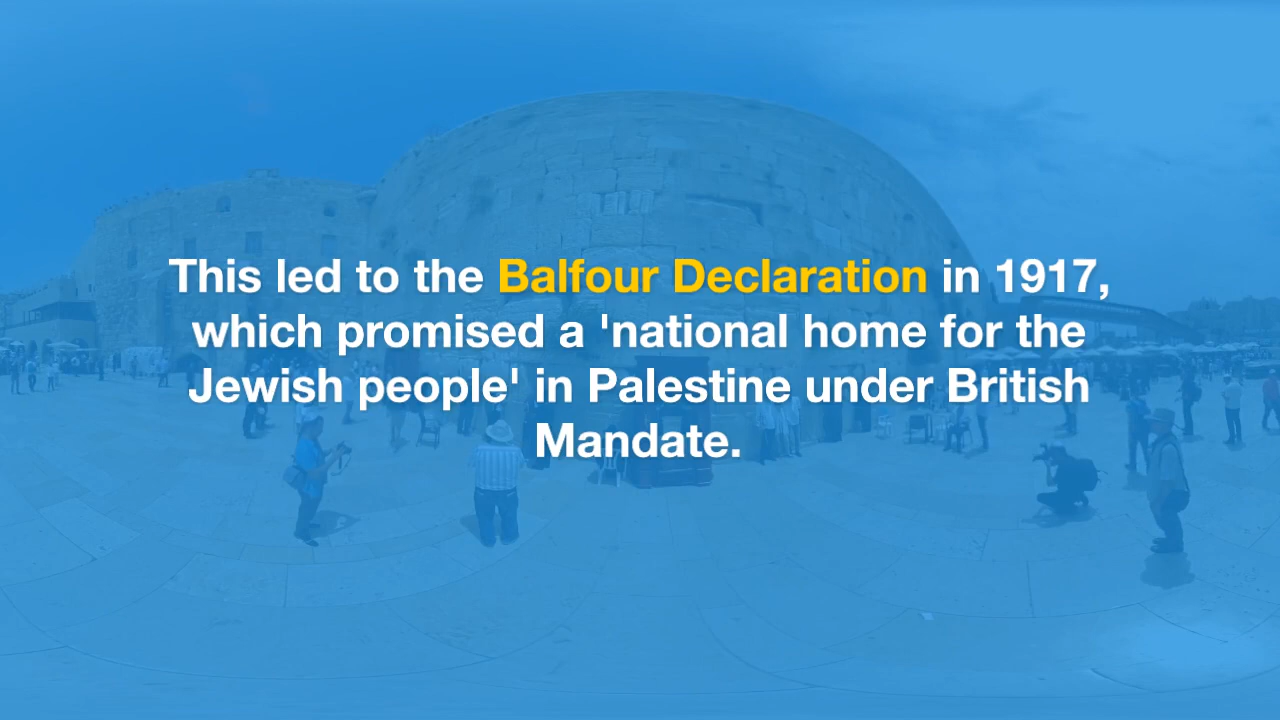 This led to the Balfour Declaration in 1917,
which promised a 'national home for the
Jewish people' in Palestine under British
Mandate.